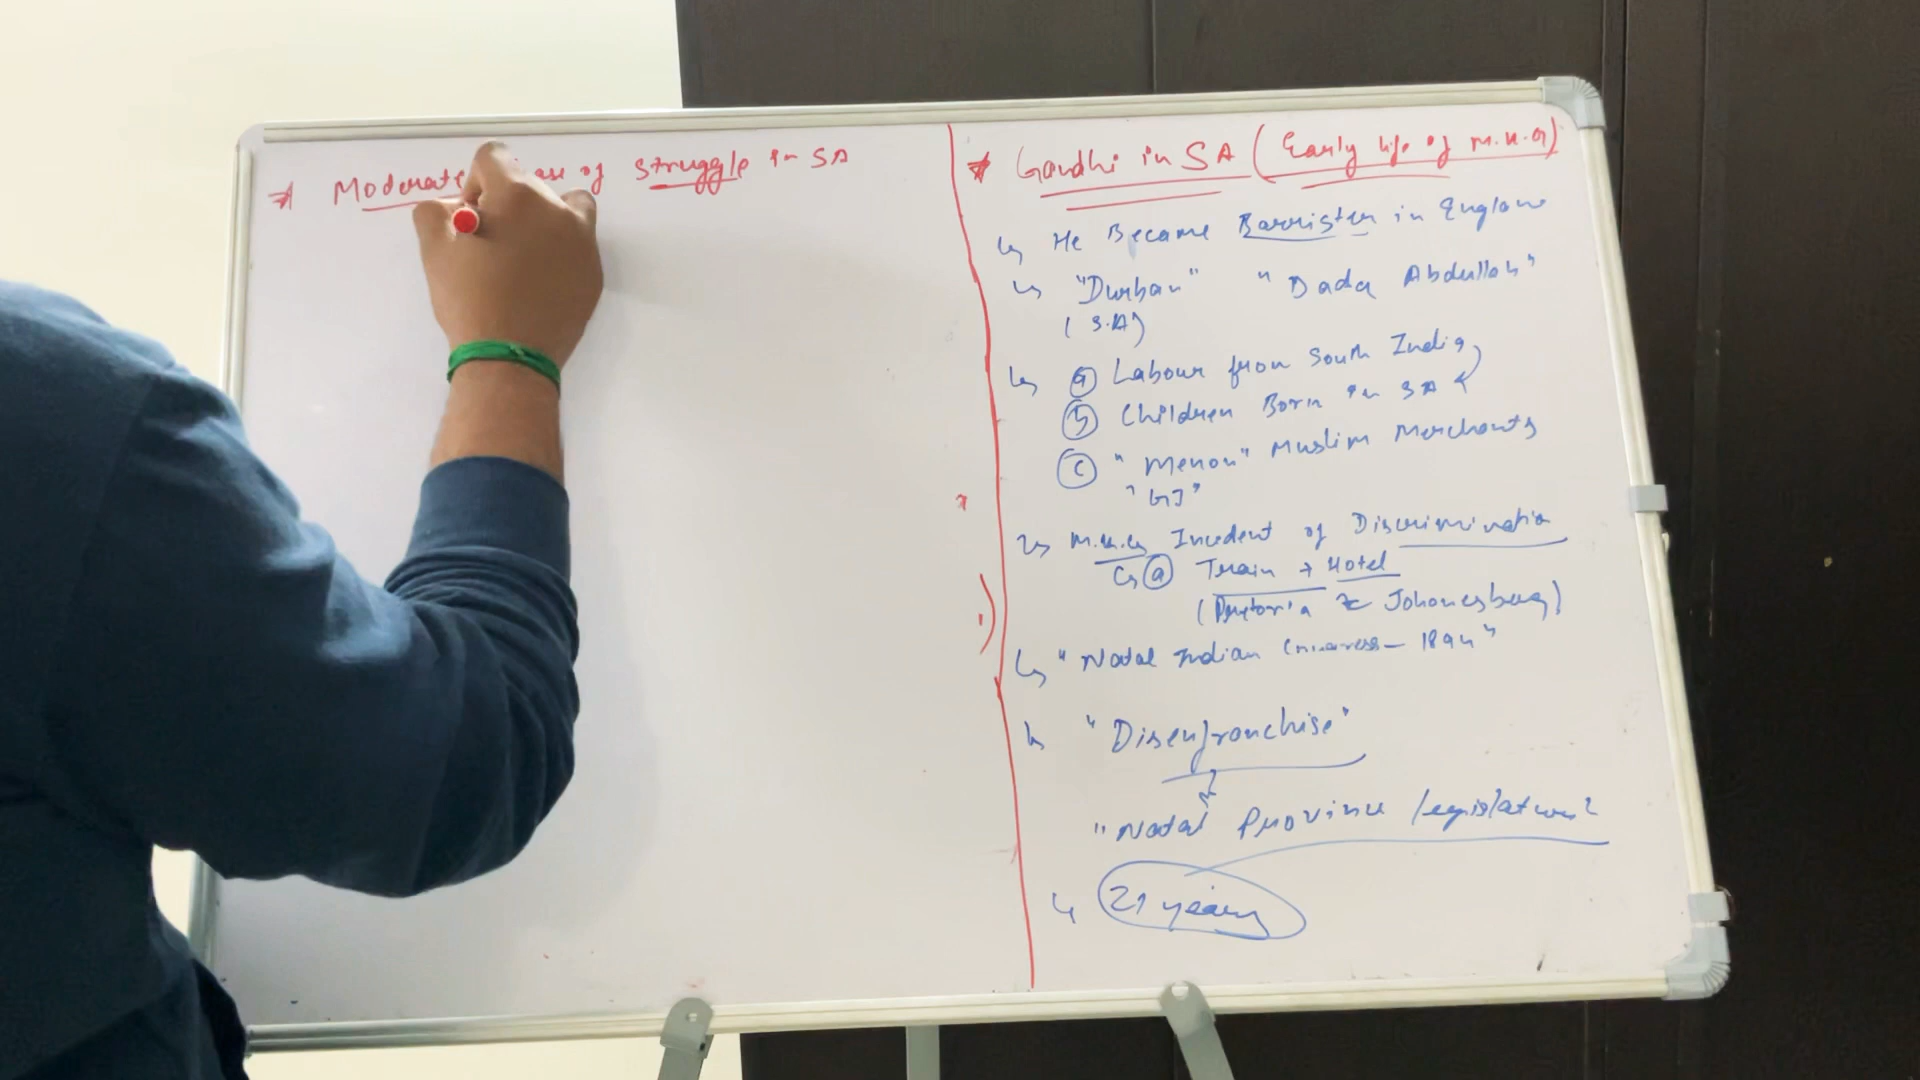 Moderate ase of struggle in SA
Gandhi in SA (Early life of M.K.G)
He Became Barrister in England
"Durban" "Dada Abdullah"
(S.A)
(a) Labour from South India
(b) Children Born in SA
(c) "Menon" Muslim Merchants
"GJ"
M.K.G Incident of Discrimination
(a) Train + Hotel
(Pretoria Johanesburg)
"Natal Indian Congress - 1894"
"Disenfranchise"
"Natal Province legislature"
21 years